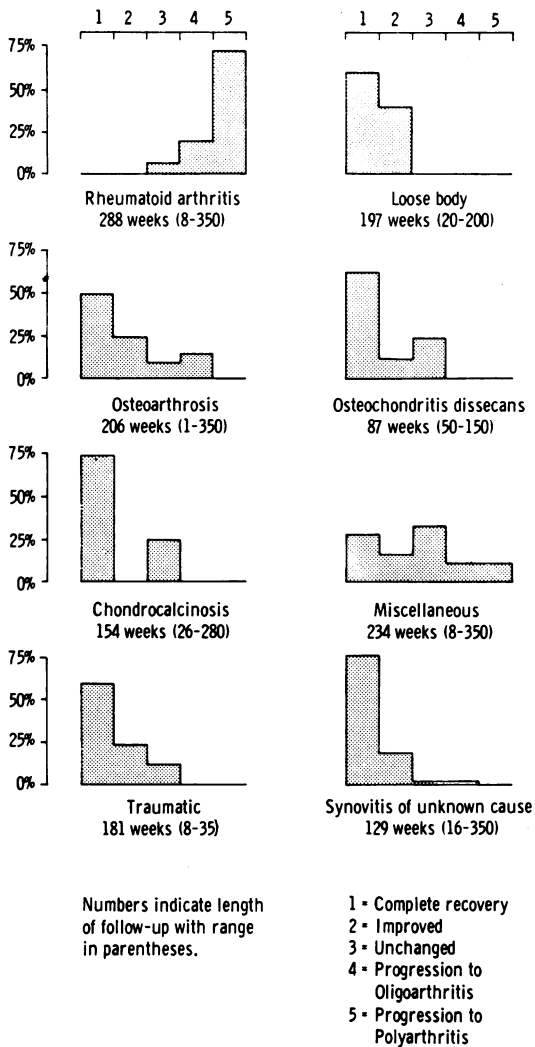 1 2 3 4 5
1 2 3 4 5
75%
50%
25%
0%
Rheumatoid arthritis
288 weeks (8-350)
Loose body
197 weeks (20-200)
75%
50%
25%
0%
Osteoarthrosis
206 weeks (1-350)
Osteochondritis dissecans
87 weeks (50-150)
75%
50%
25%
0%
Chondrocalcinosis
154 weeks (26-280)
Miscellaneous
234 weeks (8-350)
75%
50%
25%
0%
Traumatic
181 weeks (8-35)
Synovitis of unknown cause
129 weeks (16-350)
Numbers indicate length
of follow-up with range
in parentheses.
1 = Complete recovery
2 = Improved
3 = Unchanged
4 = Progression to
Oligoarthritis
5 = Progression to
Polyarthritis